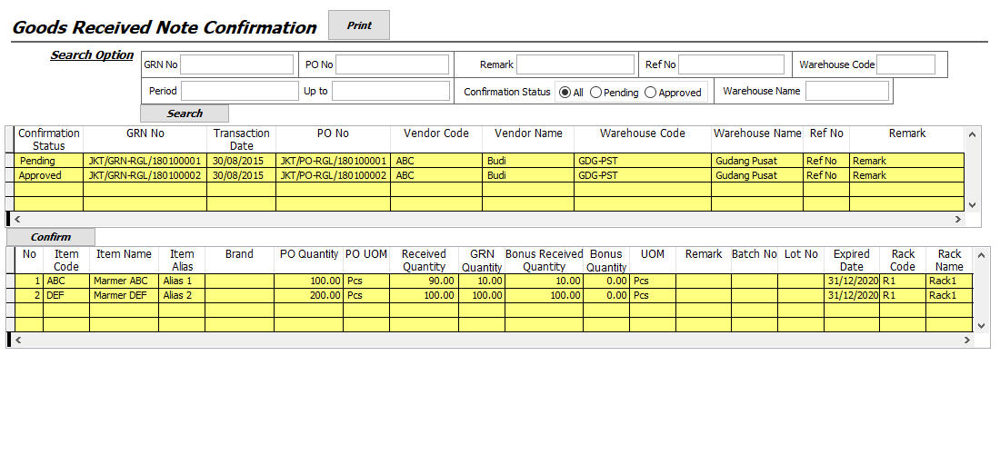 Goods Received Note Confirmation Print
Search Option
GRN No PO No Remark Ref No Warehouse Code
Period Up to Confirmation Status All Pending Approved Warehouse Name
Search
Confirmation Status GRN No Transaction Date PO No Vendor Code Vendor Name Warehouse Code Warehouse Name Ref No Remark
Pending JKT/GRN-RGL/180100001 30/08/2015 JKT/PO-RGL/180100001 ABC Budi GDG-PST Gudang Pusat Ref No Remark
Approved JKT/GRN-RGL/180100002 30/08/2015 JKT/PO-RGL/180100002 ABC Budi GDG-PST Gudang Pusat Ref No Remark
Confirm
No Item Code Item Name Item Alias Brand PO Quantity PO UOM Received Quantity GRN Quantity Bonus Received Quantity Bonus Quantity UOM Remark Batch No Lot No Expired Date Rack Code Rack Name
1 ABC Marmer ABC Alias 1 100.00 Pcs 90.00 10.00 10.00 0.00 Pcs 31/12/2020 R1 Rack1
2 DEF Marmer DEF Alias 2 200.00 Pcs 100.00 100.00 100.00 0.00 Pcs 31/12/2020 R1 Rack1